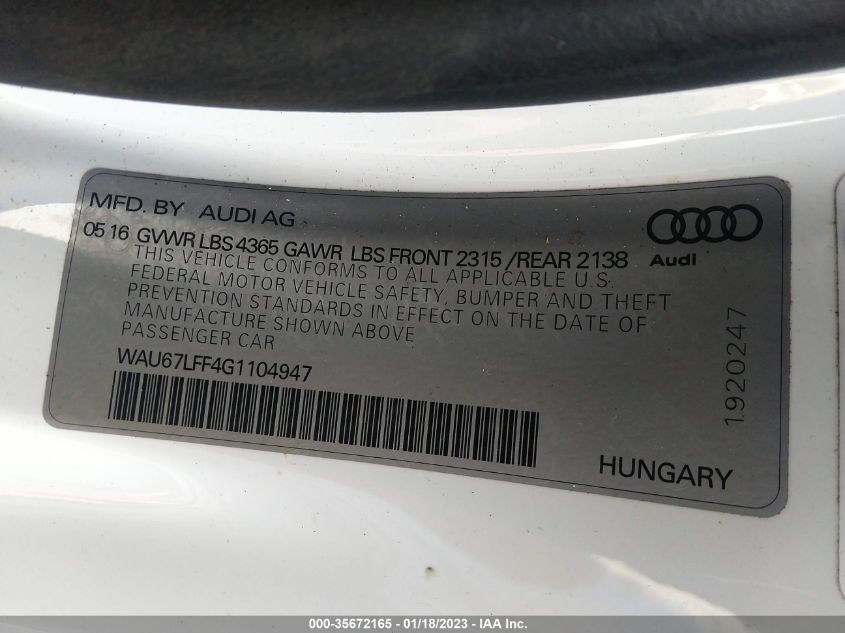 MFD. BY AUDI AG
05 16 GVWR LBS 4365 GAWR LBS FRONT 2315 /REAR 2138
THIS VEHICLE CONFORMS TO ALL APPLICABLE U.S.
FEDERAL MOTOR VEHICLE SAFETY, BUMPER AND THEFT
PREVENTION STANDARDS IN EFFECT ON THE DATE OF
MANUFACTURE SHOWN ABOVE
PASSENGER CAR
WAU67LFF4G1104947
Audi
1920247
HUNGARY
000-35672165 - 01/18/2023 - IAA Inc.